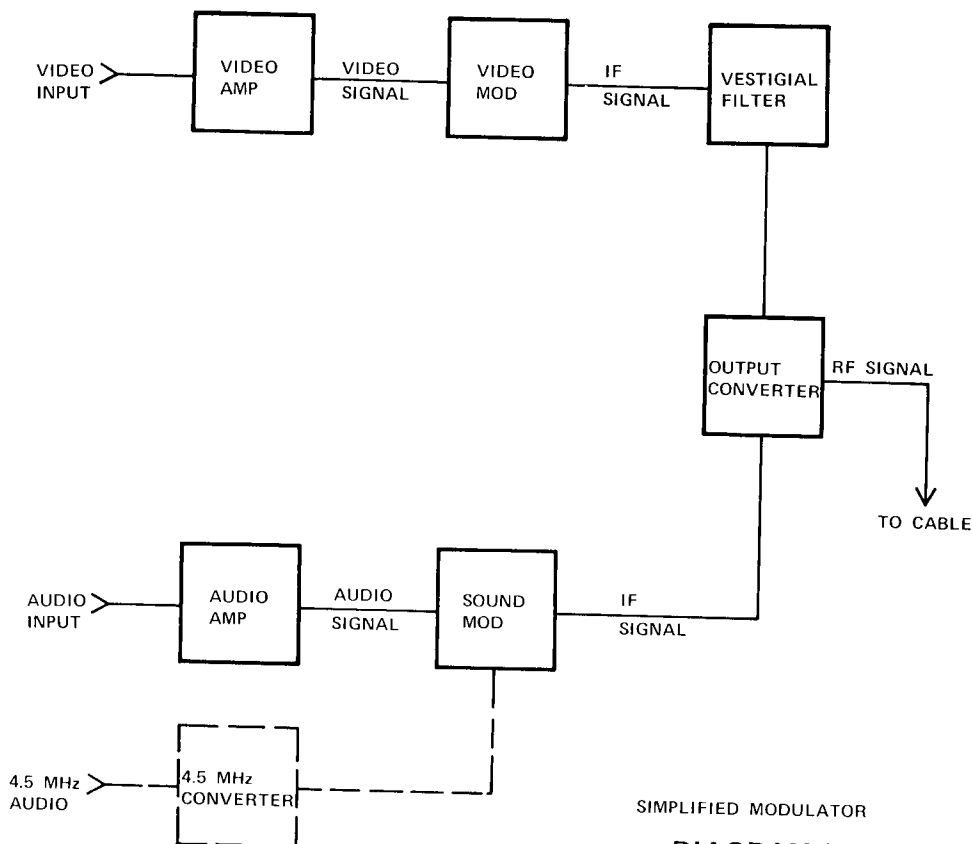 VIDEO
INPUT
VIDEO
AMP
VIDEO
SIGNAL
VIDEO
MOD
IF
SIGNAL
VESTIGIAL
FILTER
OUTPUT
CONVERTER
RF SIGNAL
TO CABLE
AUDIO
INPUT
AUDIO
AMP
AUDIO
SIGNAL
SOUND
MOD
IF
SIGNAL
4.5 MHz
AUDIO
4.5 MHz
CONVERTER
SIMPLIFIED MODULATOR